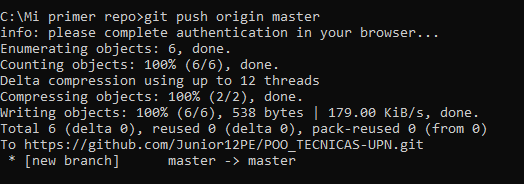 C:\Mi primer repo>git push origin master
info: please complete authentication in your browser...
Enumerating objects: 6, done.
Counting objects: 100% (6/6), done.
Delta compression using up to 12 threads
Compressing objects: 100% (2/2), done.
Writing objects: 100% (6/6), 538 bytes | 179.00 KiB/s, done.
Total 6 (delta 0), reused 0 (delta 0), pack-reused 0 (from 0)
To https://github.com/Junior12PE/POO_TECNICAS-UPN.git
 * [new branch]      master -> master